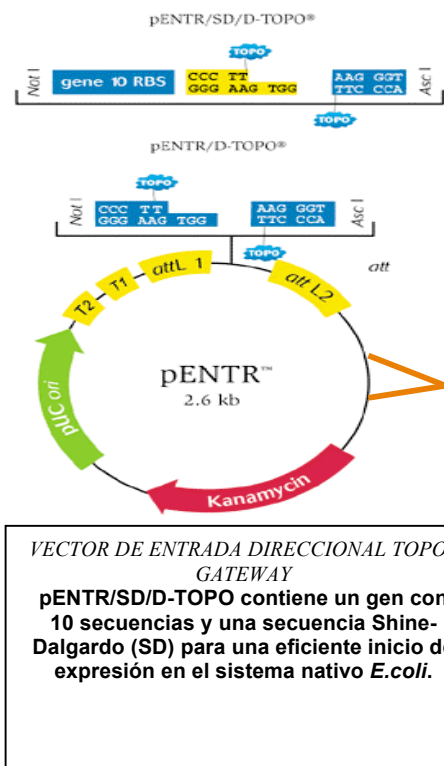 pENTR/SD/D-TOPO®
TOPO
Not I gene 10 RBS CCC TT AAG GGT Asc I
GGG AAG TGG TTC CCA
TOPO
pENTR/D-TOPO®
TOPO
Not I CCC TT AAG GGT Asc I
GGG AAG TGG TTC CCA
TOPO
T2 T1 attL 1 att L2 att
pUC ori
pENTR™
2.6 kb
Kanamycin
VECTOR DE ENTRADA DIRECCIONAL TOPO
GATEWAY
pENTR/SD/D-TOPO contiene un gen con
10 secuencias y una secuencia Shine-
Dalgardo (SD) para una eficiente inicio de
expresión en el sistema nativo E.coli.